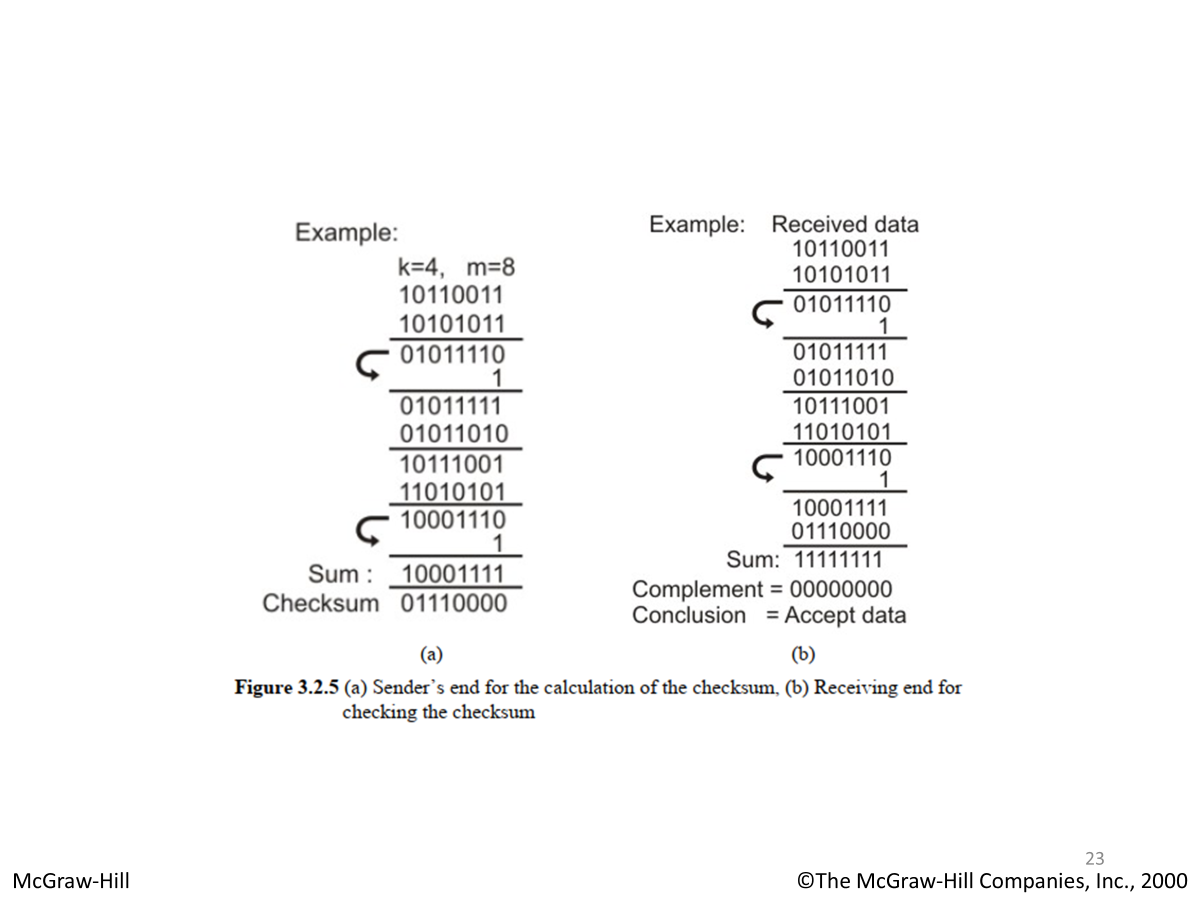 Example:
k=4, m=8
10110011
10101011
01011110
1
01011111
01011010
10111001
11010101
10001110
1
Sum : 10001111
Checksum 01110000
(a)
Example: Received data
10110011
10101011
01011110
1
01011111
01011010
10111001
11010101
10001110
1
10001111
01110000
Sum: 11111111
Complement = 00000000
Conclusion = Accept data
(b)
Figure 3.2.5 (a) Sender's end for the calculation of the checksum, (b) Receiving end for
checking the checksum
23
McGraw-Hill
©The McGraw-Hill Companies, Inc., 2000